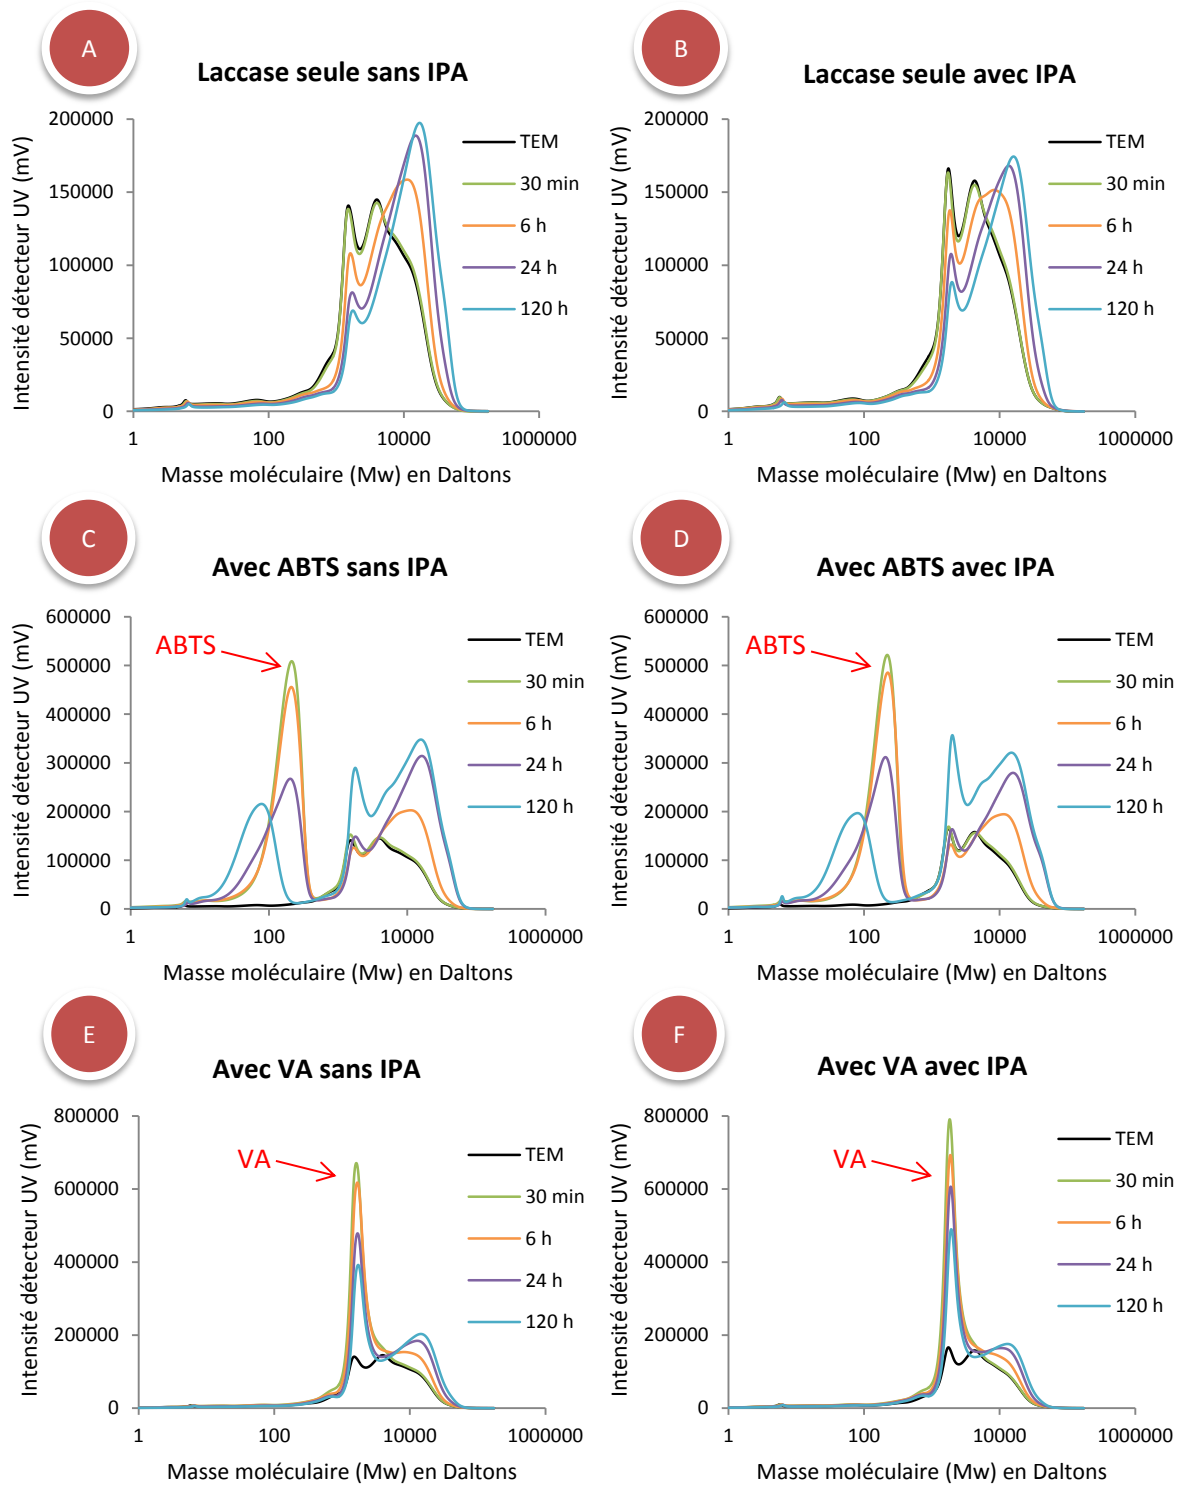 A
Laccase seule sans IPA
Intensité détecteur UV (mV)
200000
150000
100000
50000
0
1
100
10000
1000000
Masse moléculaire (Mw) en Daltons
TEM
30 min
6 h
24 h
120 h
B
Laccase seule avec IPA
Intensité détecteur UV (mV)
200000
150000
100000
50000
0
1
100
10000
1000000
Masse moléculaire (Mw) en Daltons
TEM
30 min
6 h
24 h
120 h
C
Avec ABTS sans IPA
Intensité détecteur UV (mV)
600000
500000
400000
300000
200000
100000
0
1
100
10000
1000000
Masse moléculaire (Mw) en Daltons
ABTS
TEM
30 min
6 h
24 h
120 h
D
Avec ABTS avec IPA
Intensité détecteur UV (mV)
600000
500000
400000
300000
200000
100000
0
1
100
10000
1000000
Masse moléculaire (Mw) en Daltons
ABTS
TEM
30 min
6 h
24 h
120 h
E
Avec VA sans IPA
Intensité détecteur UV (mV)
800000
600000
400000
200000
0
1
100
10000
1000000
Masse moléculaire (Mw) en Daltons
VA
TEM
30 min
6 h
24 h
120 h
F
Avec VA avec IPA
Intensité détecteur UV (mV)
800000
600000
400000
200000
0
1
100
10000
1000000
Masse moléculaire (Mw) en Daltons
VA
TEM
30 min
6 h
24 h
120 h